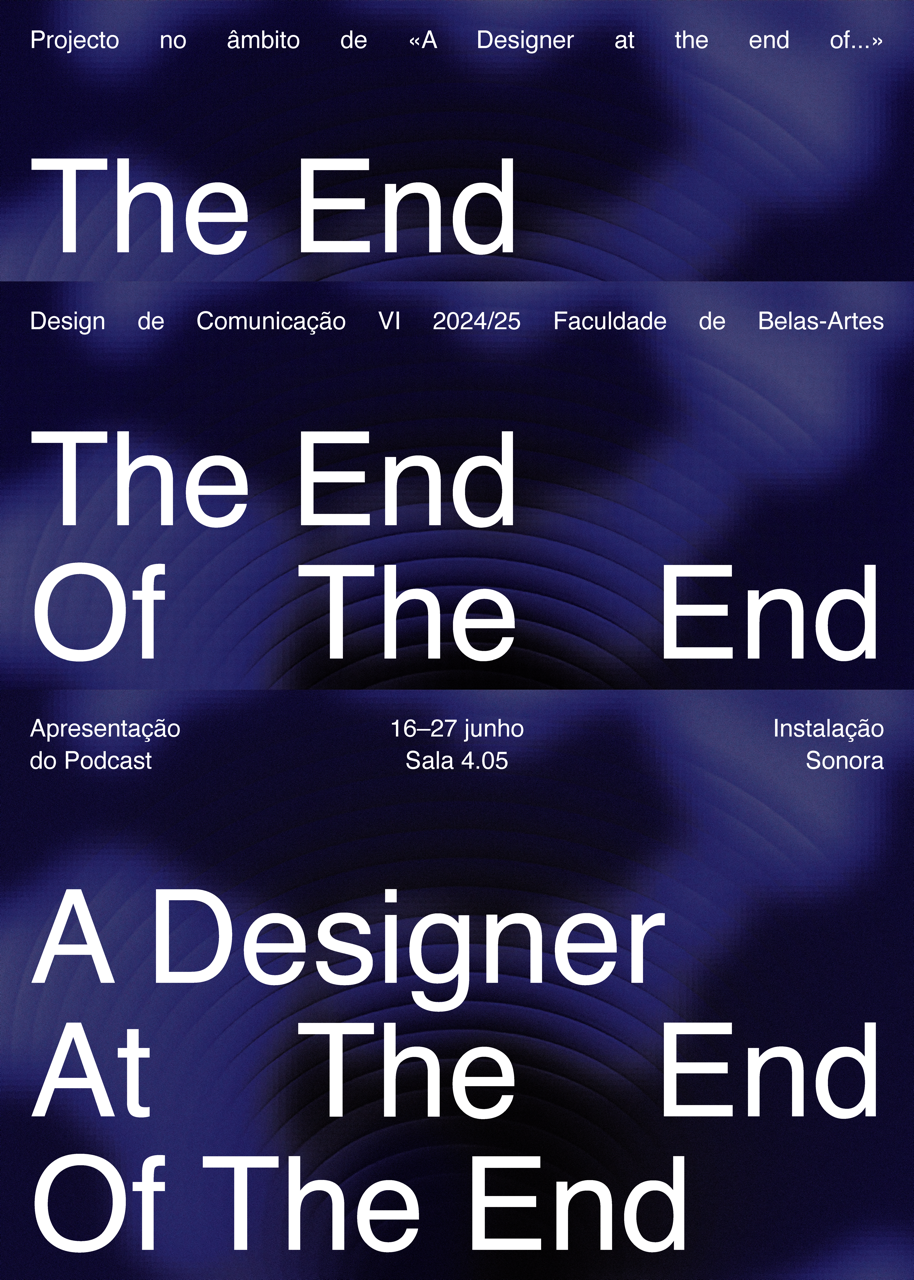 Projecto no âmbito de «A Designer at the end of...»
The End
Design de Comunicação VI 2024/25 Faculdade de Belas-Artes
The End
Of The End
Apresentação
do Podcast
16–27 junho
Sala 4.05
Instalação
Sonora
A Designer
At The End
Of The End